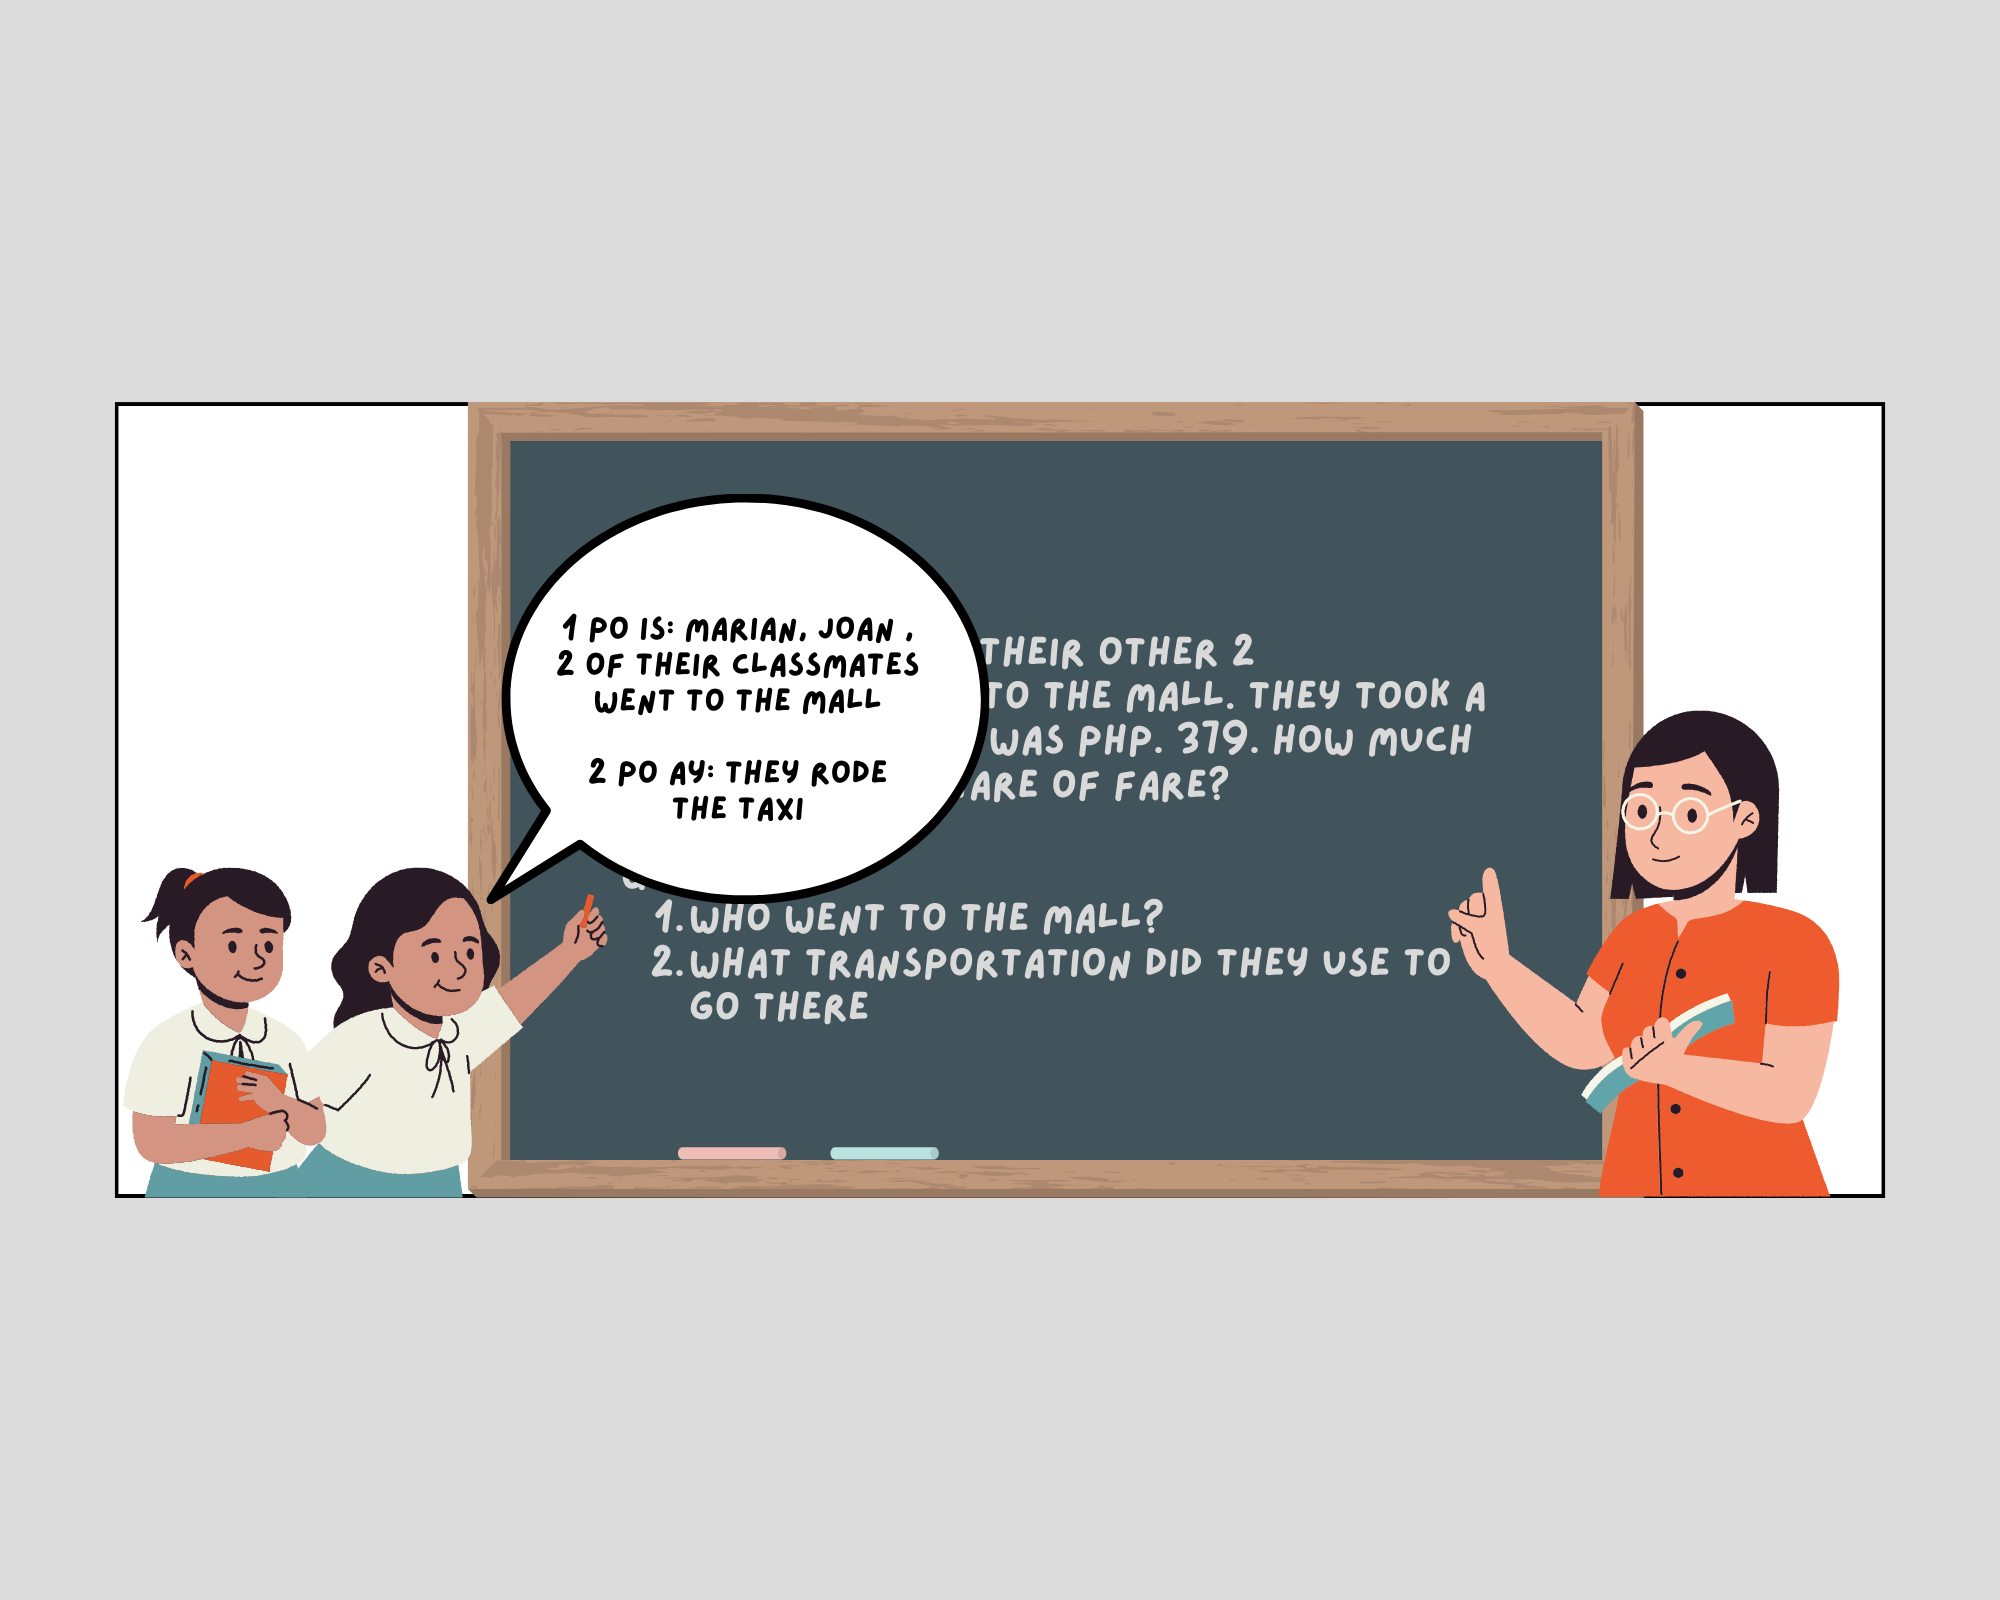 1 PO IS: MARIAN, JOAN ,
2 OF THEIR CLASSMATES
WENT TO THE MALL
2 PO AY: THEY RODE
THE TAXI
THEIR OTHER 2
TO THE MALL. THEY TOOK A
WAS PHP. 379. HOW MUCH
OF FARE?
1. WHO WENT TO THE MALL?
2. WHAT TRANSPORTATION DID THEY USE TO
GO THERE